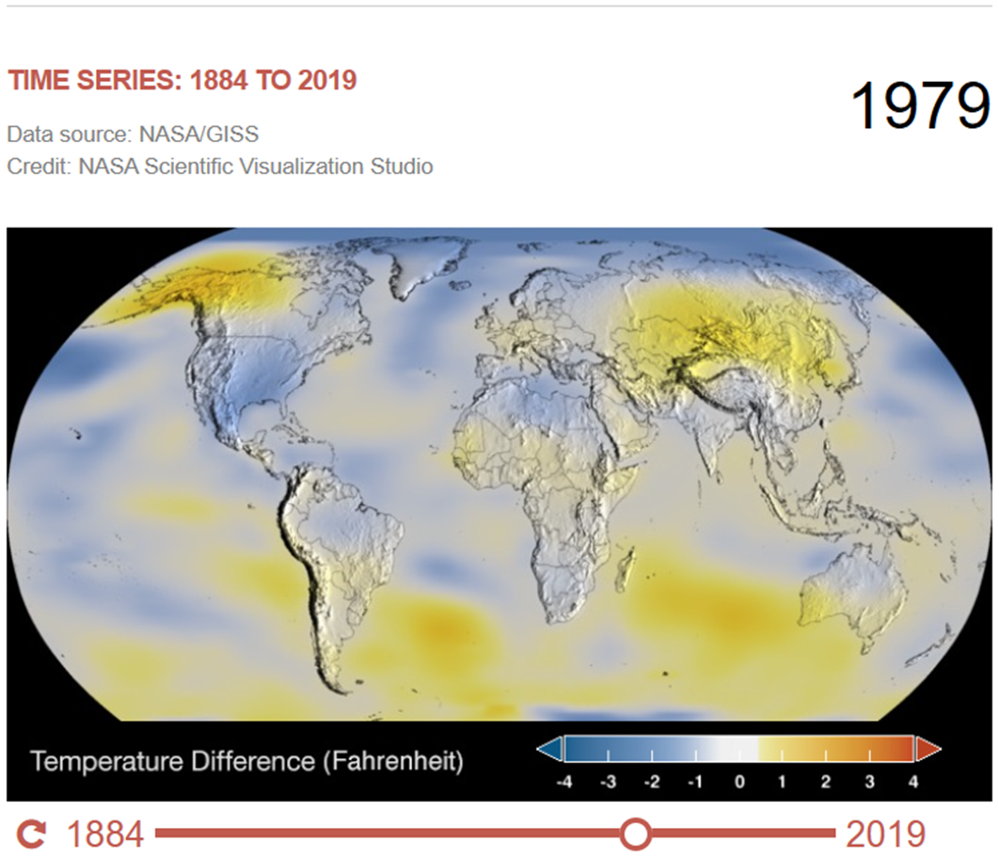 TIME SERIES: 1884 TO 2019
1979
Data source: NASA/GISS
Credit: NASA Scientific Visualization Studio
Temperature Difference (Fahrenheit)
-4 -3 -2 -1 0 1 2 3 4
1884 2019